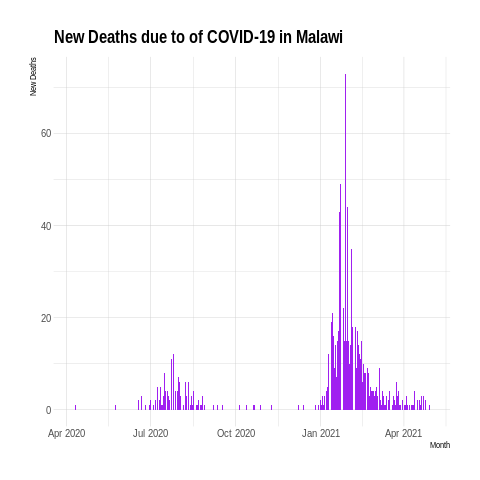 New Deaths due to of COVID-19 in Malawi
New Deaths
60
40
20
0
Apr 2020 Jul 2020 Oct 2020 Jan 2021 Apr 2021
Month